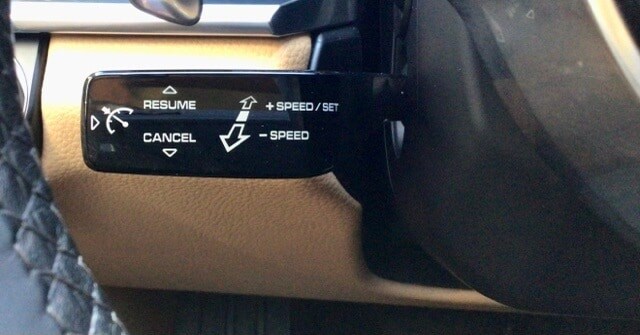 RESUME
+ SPEED / SET
CANCEL
- SPEED